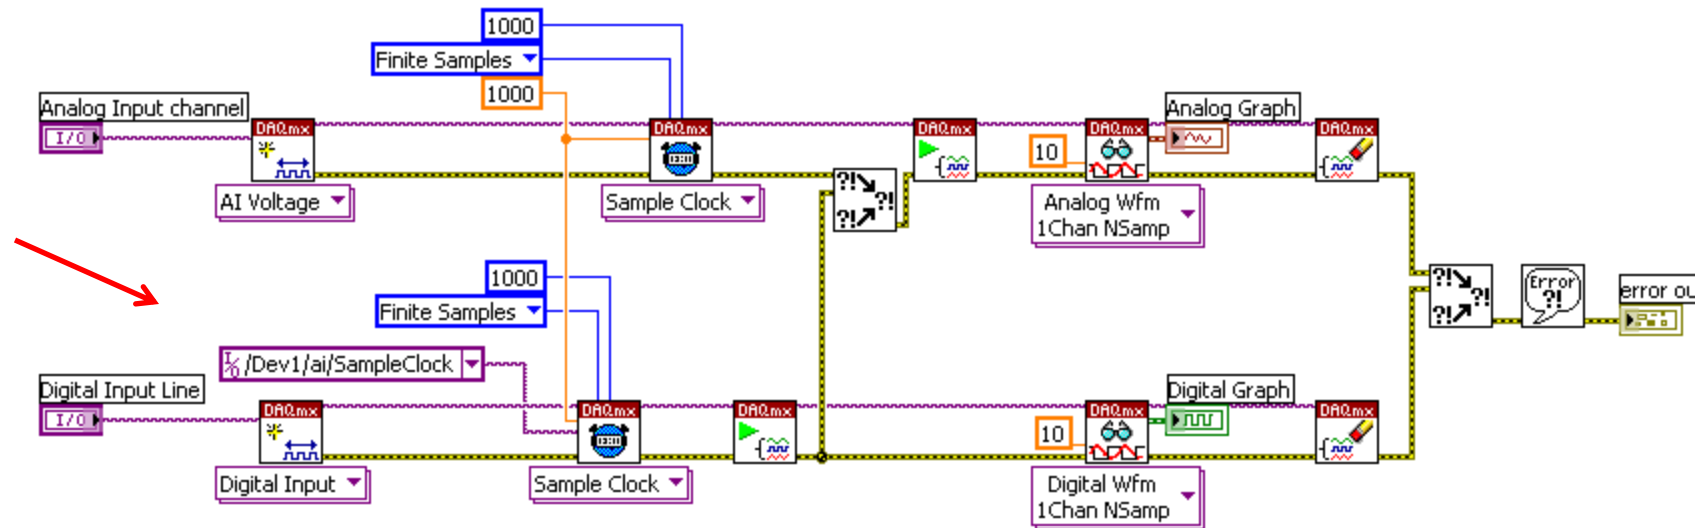 1000
Finite Samples
1000
Analog Input channel
I/O
DAQmx
AI Voltage
DAQmx
Sample Clock
?! ?! ?!
DAQmx
10
DAQmx
Analog Wfm
1Chan NSamp
Analog Graph
DAQmx
1000
Finite Samples
I/O /Dev1/ai/SampleClock
Digital Input Line
I/O
DAQmx
Digital Input
DAQmx
Sample Clock
DAQmx
10
DAQmx
Digital Wfm
1Chan NSamp
Digital Graph
DAQmx
?! ?! ?!
Error
?!
error ou